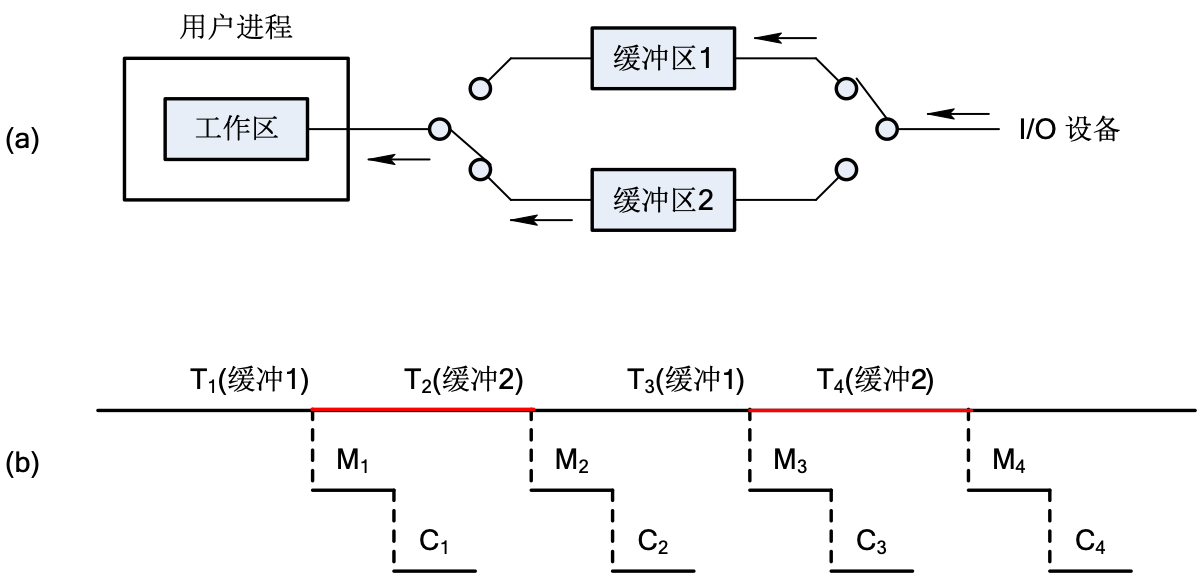 用户进程
缓冲区1
工作区
(a)
I/O 设备
缓冲区2
T₁(缓冲1) T₂(缓冲2) T₃(缓冲1) T₄(缓冲2)
(b)
M₁ M₂ M₃ M₄
C₁ C₂ C₃ C₄